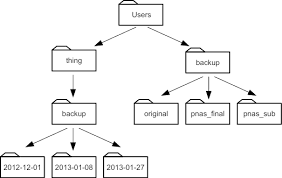 Users
thing
backup
backup
original
pnas_final
pnas_sub
2012-12-01
2013-01-08
2013-01-27